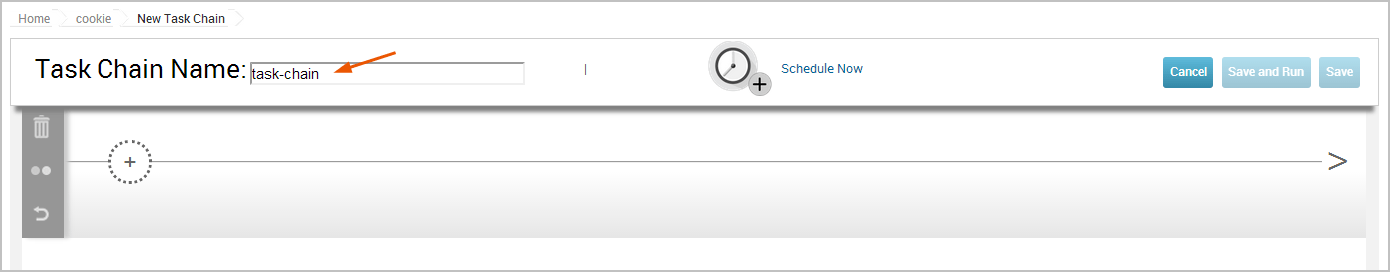 Home cookie New Task Chain
Task Chain Name: task-chain Schedule Now Cancel Save and Run Save